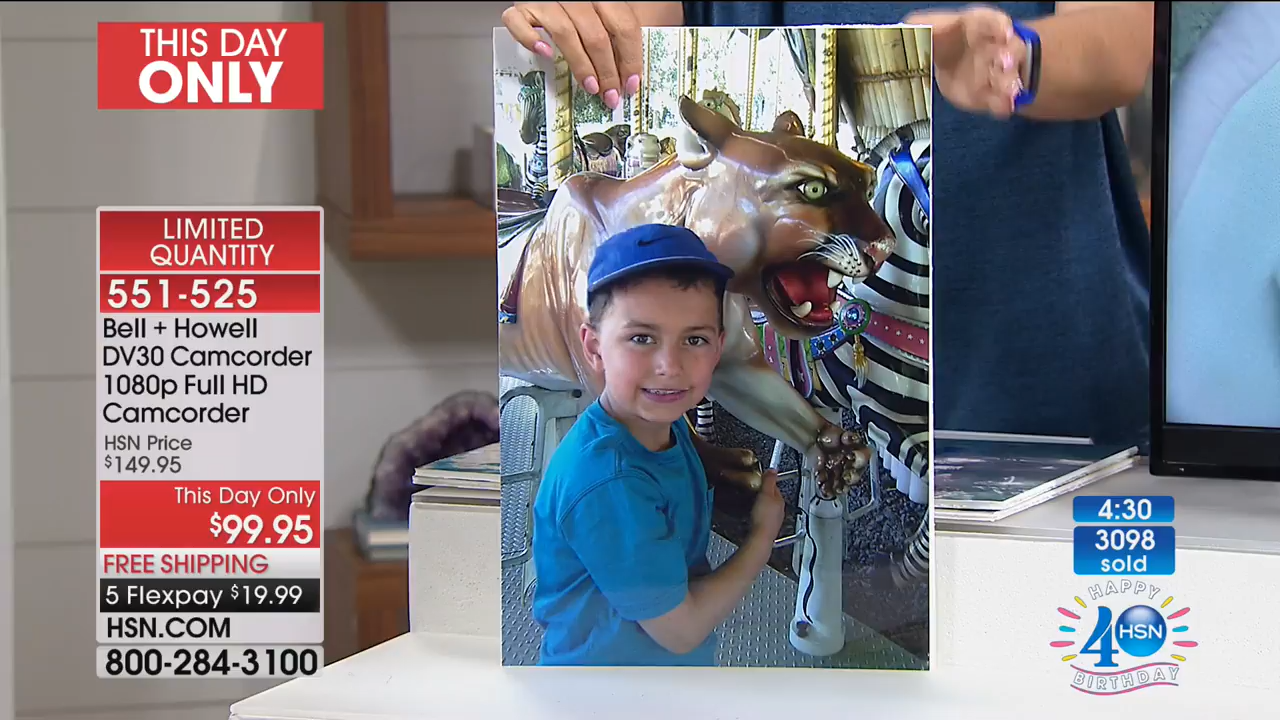 THIS DAY
ONLY
LIMITED
QUANTITY
551-525
Bell + Howell
DV30 Camcorder
1080p Full HD
Camcorder
HSN Price
$149.95
This Day Only
$99.95
FREE SHIPPING
5 Flexpay $19.99
HSN.COM
800-284-3100
4:30
3098
sold
HAPPY
40 HSN
BIRTHDAY